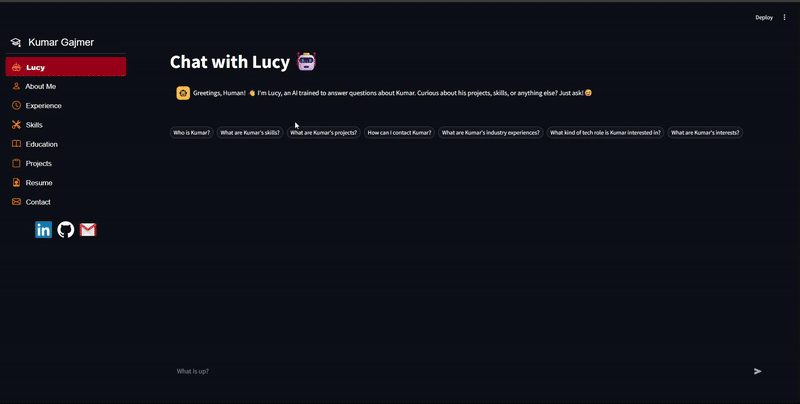 Deploy
Kumar Gajmer
Lucy
About Me
Experience
Skills
Education
Projects
Resume
Contact
in
Chat with Lucy
Greetings, Human! 👋 I'm Lucy, an AI trained to answer questions about Kumar. Curious about his projects, skills, or anything else? Just ask!
Who is Kumar? What are Kumar's skills? What are Kumar's projects? How can I contact Kumar? What are Kumar's industry experiences? What kind of tech role is Kumar interested in? What are Kumar's interests?
What is up?